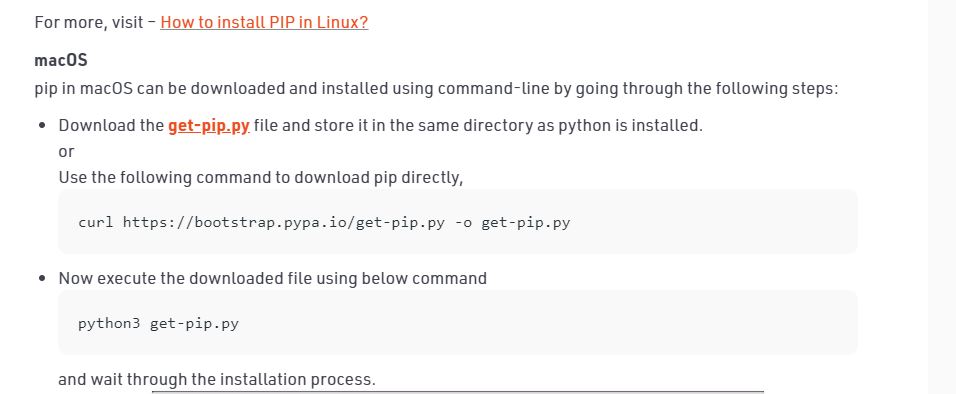 For more, visit – How to install PIP in Linux?
macOS
pip in macOS can be downloaded and installed using command-line by going through the following steps:
• Download the get-pip.py file and store it in the same directory as python is installed.
or
Use the following command to download pip directly,
curl https://bootstrap.pypa.io/get-pip.py -o get-pip.py
• Now execute the downloaded file using below command
python3 get-pip.py
and wait through the installation process.